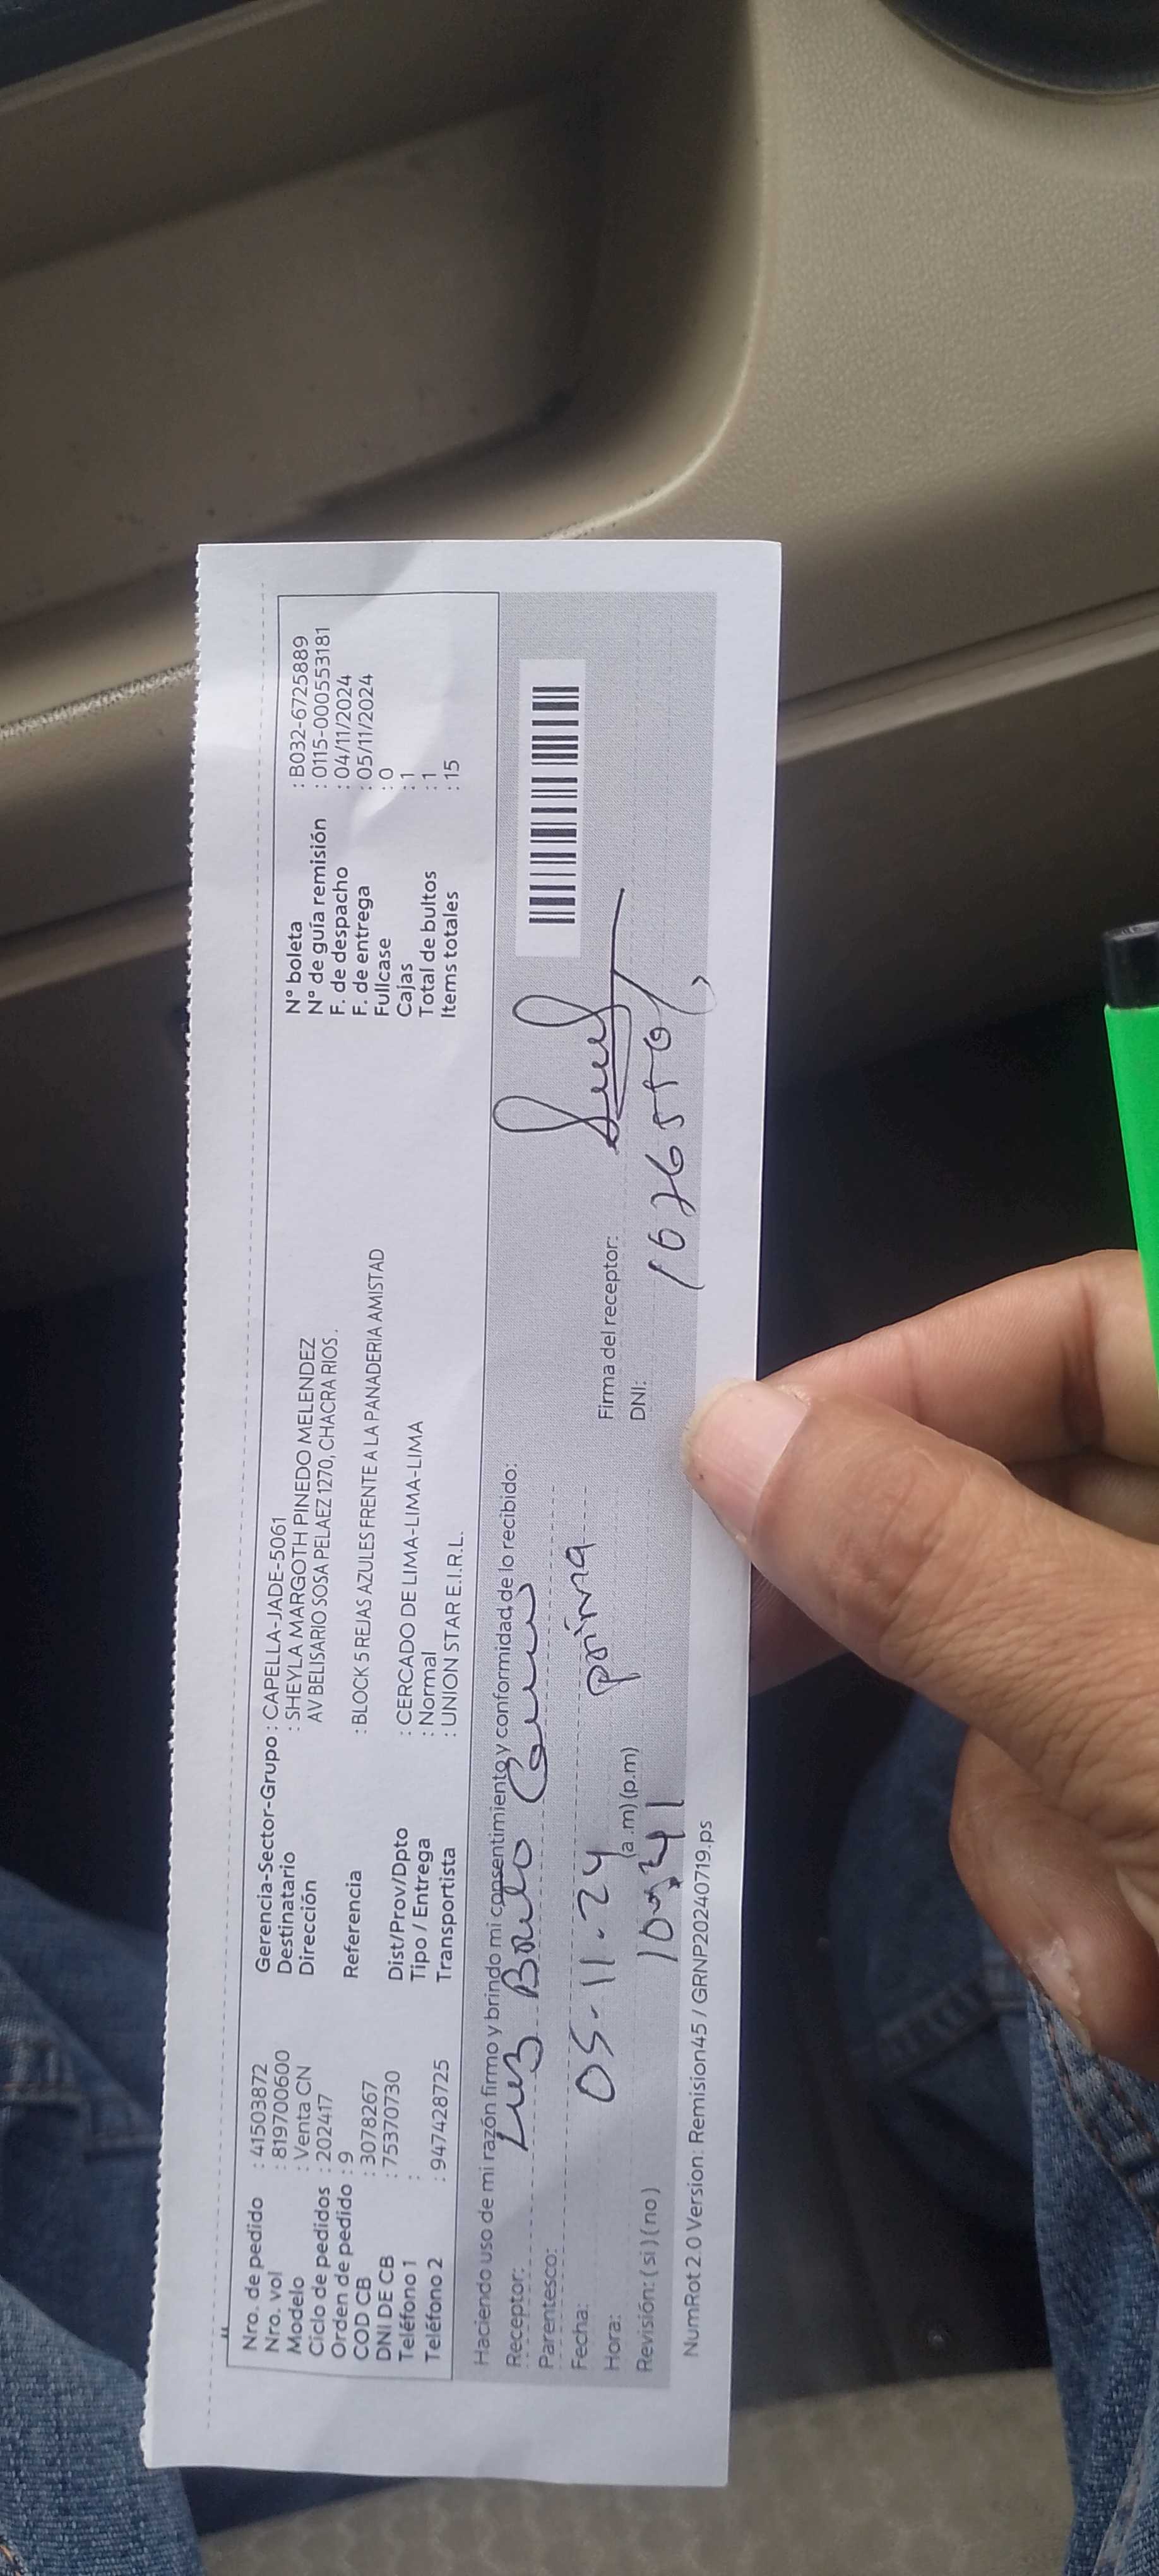 Nro. de pedido : 41503872
Nro. vol : 819700600
Modelo : Venta CN
Ciclo de pedidos : 202417
Orden de pedido : 9
COD CB : 3078267
DNI DE CB : 75370730
Teléfono 1 :
Teléfono 2 : 947428725
Gerencia-Sector-Grupo : CAPELLA-JADE-5061
Destinatario : SHEYLA MARGOTH PINEDO MELENDEZ
Dirección AV BELISARIO SOSA PELAEZ 1270, CHACRA RIOS .
Referencia : BLOCK 5 REJAS AZULES FRENTE A LA PANADERIA AMISTAD
Dist/Prov/Dpto : CERCADO DE LIMA-LIMA-LIMA
Tipo / Entrega : Normal
Transportista : UNION STAR E.I.R.L.
N° boleta : B032-6725889
N° de guía remisión : 0115-000553181
F. de despacho : 04/11/2024
F. de entrega : 05/11/2024
Fullcase : 0
Cajas : 1
Total de bultos : 1
Items totales : 15
Haciendo uso de mi razón firmo y brindo mi consentimiento y conformidad de lo recibido:
Receptor: Luz
Parentesco: prima
Fecha: 05-11-24
Hora: 10:41 (a.m) (p.m)
Revisión: ( si ) ( no )
Firma del receptor:
DNI:
NumRot 2.0 Version: Remision45 / GRNP20240719.ps